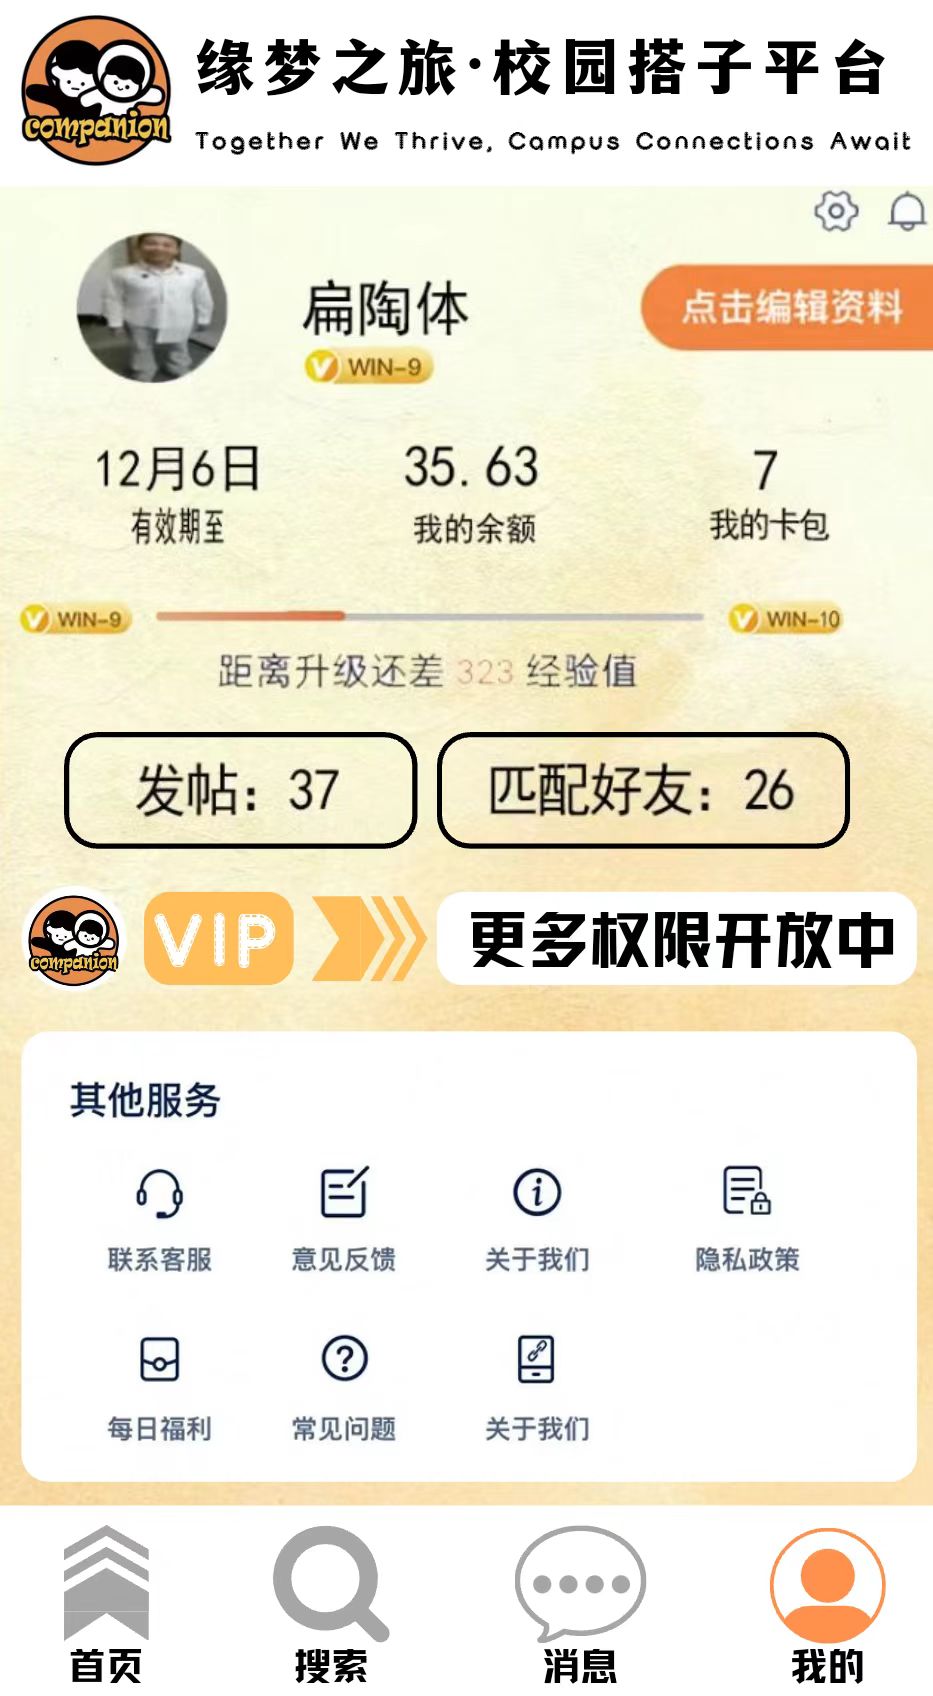 companion
缘梦之旅·校园搭子平台
Together We Thrive, Campus Connections Await
扁陶体
WIN-9
点击编辑资料
12月6日 35.63 7
有效期至 我的余额 我的卡包
WIN-9 WIN-10
距离升级还差 323 经验值
发帖：37 匹配好友：26
companion VIP 更多权限开放中
其他服务
联系客服 意见反馈 关于我们 隐私政策
每日福利 常见问题 关于我们
首页 搜索 消息 我的